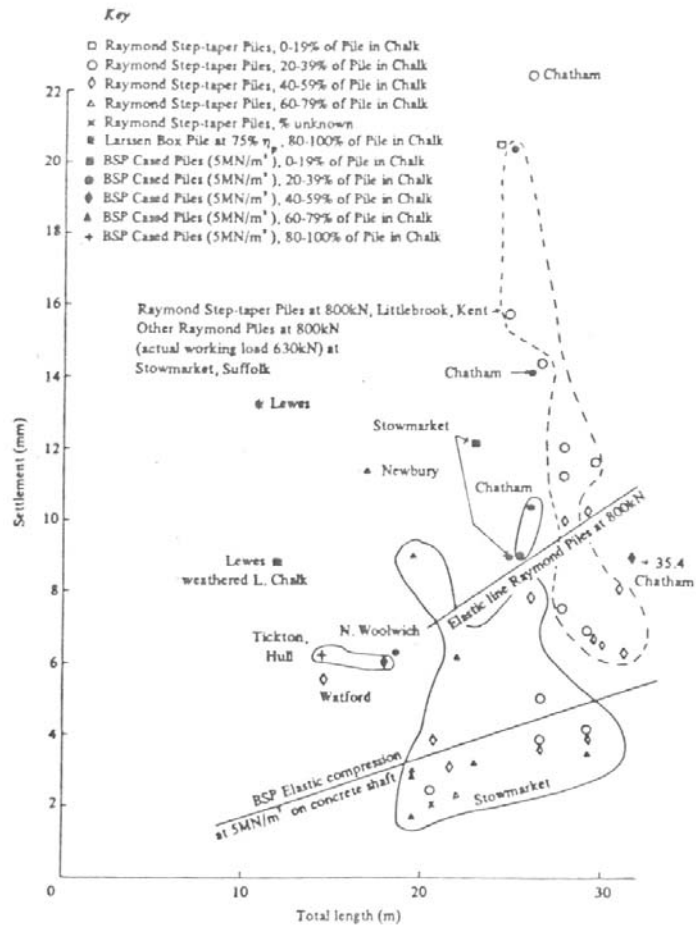 Key
Raymond Step-taper Piles, 0-19% of Pile in Chalk
Raymond Step-taper Piles, 20-39% of Pile in Chalk
Raymond Step-taper Piles, 40-59% of Pile in Chalk
Raymond Step-taper Piles, 60-79% of Pile in Chalk
Raymond Step-taper Piles, % unknown
Larssen Box Pile at 75% ηp, 80-100% of Pile in Chalk
BSP Cased Piles (5MN/m²), 0-19% of Pile in Chalk
BSP Cased Piles (5MN/m²), 20-39% of Pile in Chalk
BSP Cased Piles (5MN/m²), 40-59% of Pile in Chalk
BSP Cased Piles (5MN/m²), 60-79% of Pile in Chalk
BSP Cased Piles (5MN/m²), 80-100% of Pile in Chalk
Chatham
Raymond Step-taper Piles at 800kN, Littlebrook, Kent
Other Raymond Piles at 800kN
(actual working load 630kN) at
Stowmarket, Suffolk
Chatham
Lewes
Stowmarket
Newbury
Chatham
Elastic line Raymond Piles at 800kN
Lewes
weathered L. Chalk
35.4
Chatham
N. Woolwich
Tickton,
Hull
Watford
BSP Elastic compression
at 5MN/m² on concrete shaft
Stowmarket
Settlement (mm)
22
20
18
16
14
12
10
8
6
4
2
0
10
20
30
Total length (m)